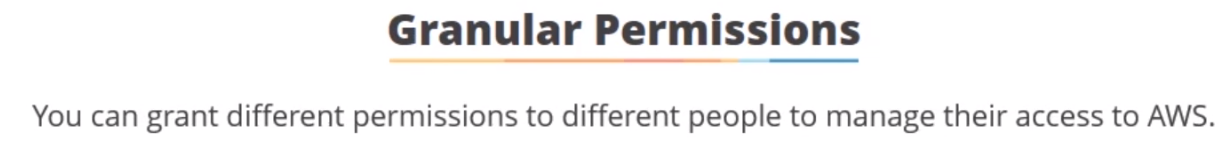 Granular Permissions
You can grant different permissions to different people to manage their access to AWS.